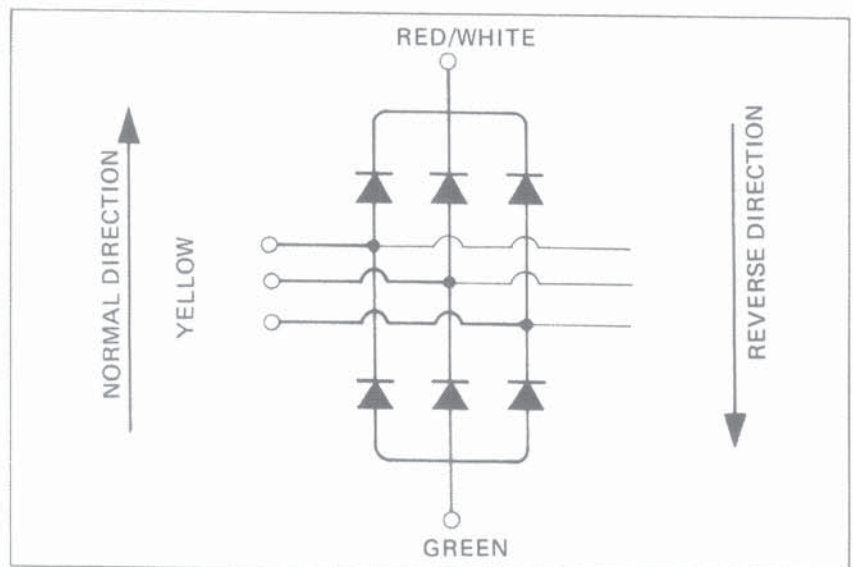 RED/WHITE
NORMAL DIRECTION
YELLOW
REVERSE DIRECTION
GREEN